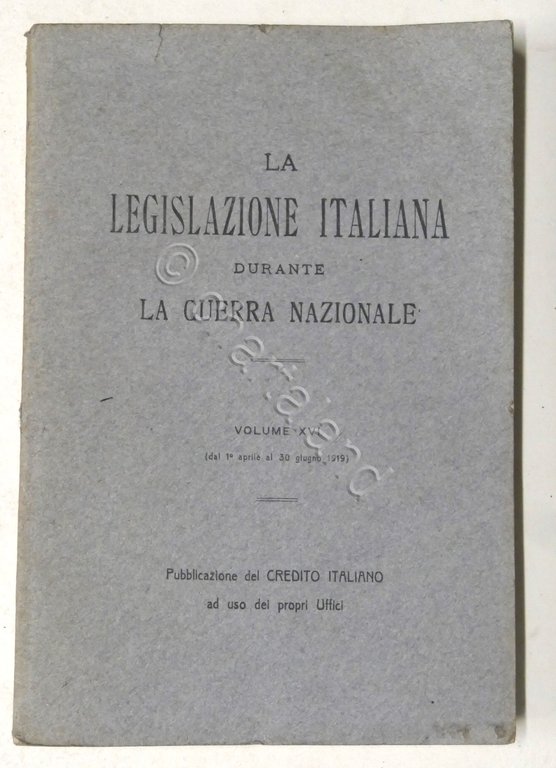 LA
LEGISLAZIONE ITALIANA
DURANTE
LA GUERRA NAZIONALE
VOLUME XVI
(dal 1° aprile al 30 giugno 1919)
Pubblicazione del CREDITO ITALIANO
ad uso dei propri Uffici